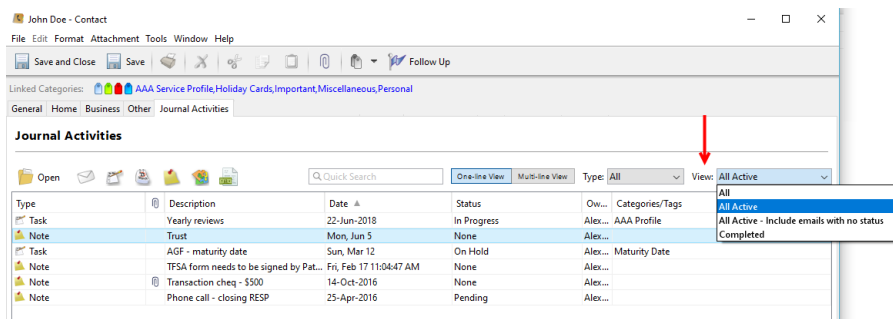 John Doe - Contact
File Edit Format Attachment Tools Window Help
Save and Close Save Follow Up
Linked Categories: AAA Service Profile,Holiday Cards,Important,Miscellaneous,Personal
General Home Business Other Journal Activities
Journal Activities
Open Quick Search One-line View Multi-line View Type: All View: All Active
All
All Active
All Active - Include emails with no status
Completed
Type Description Date Status Ow... Categories/Tags
Task Yearly reviews 22-Jun-2018 In Progress Alex... AAA Profile
Note Trust Mon, Jun 5 None Alex...
Task AGF - maturity date Sun, Mar 12 On Hold Alex... Maturity Date
Note TFSA form needs to be signed by Pat... Fri, Feb 17 11:04:47 AM None Alex...
Note Transaction cheq - $500 14-Oct-2016 None Alex...
Note Phone call - closing RESP 25-Apr-2016 Pending Alex...